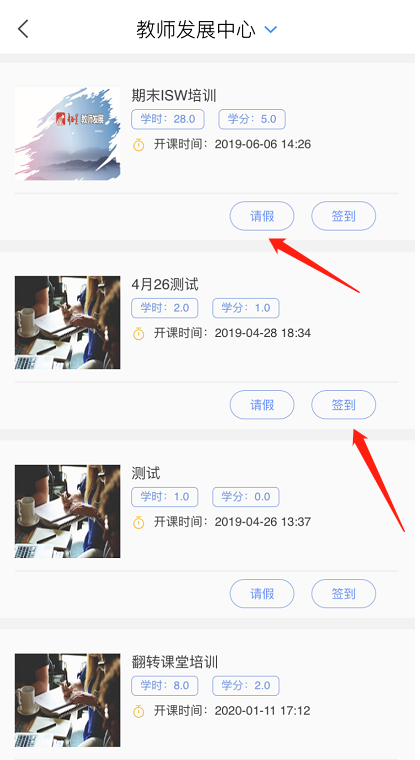 教师发展中心
教师发展
期末ISW培训
学时：28.0 学分：5.0
开课时间：2019-06-06 14:26
请假 签到
4月26测试
学时：2.0 学分：1.0
开课时间：2019-04-28 18:34
请假 签到
测试
学时：1.0 学分：0.0
开课时间：2019-04-26 13:37
请假 签到
翻转课堂培训
学时：8.0 学分：2.0
开课时间：2020-01-11 17:12